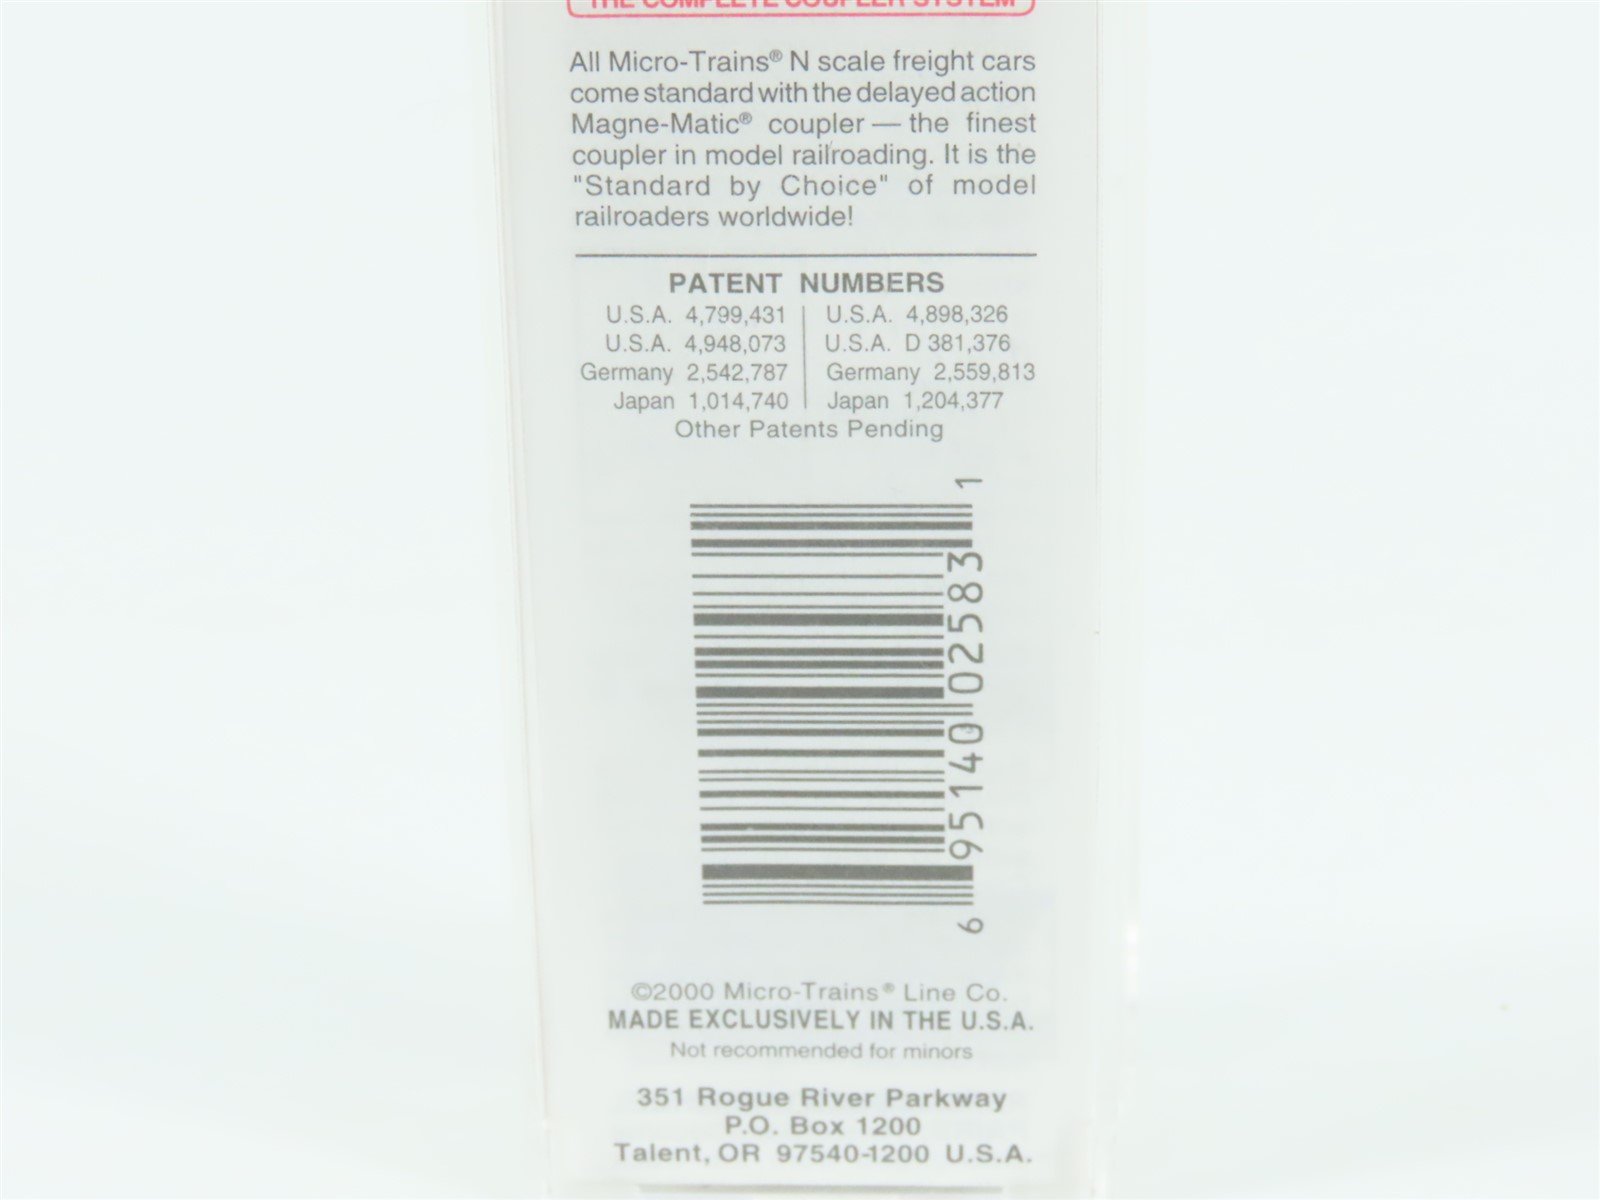 THE COMPLETE COUPLER SYSTEM
All Micro-Trains® N scale freight cars
come standard with the delayed action
Magne-Matic® coupler — the finest
coupler in model railroading. It is the
"Standard by Choice" of model
railroaders worldwide!
PATENT NUMBERS
U.S.A. 4,799,431 | U.S.A. 4,898,326
U.S.A. 4,948,073 | U.S.A. D 381,376
Germany 2,542,787 | Germany 2,559,813
Japan 1,014,740 | Japan 1,204,377
Other Patents Pending
6 95140 02583 1
©2000 Micro-Trains® Line Co.
MADE EXCLUSIVELY IN THE U.S.A.
Not recommended for minors
351 Rogue River Parkway
P.O. Box 1200
Talent, OR 97540-1200 U.S.A.